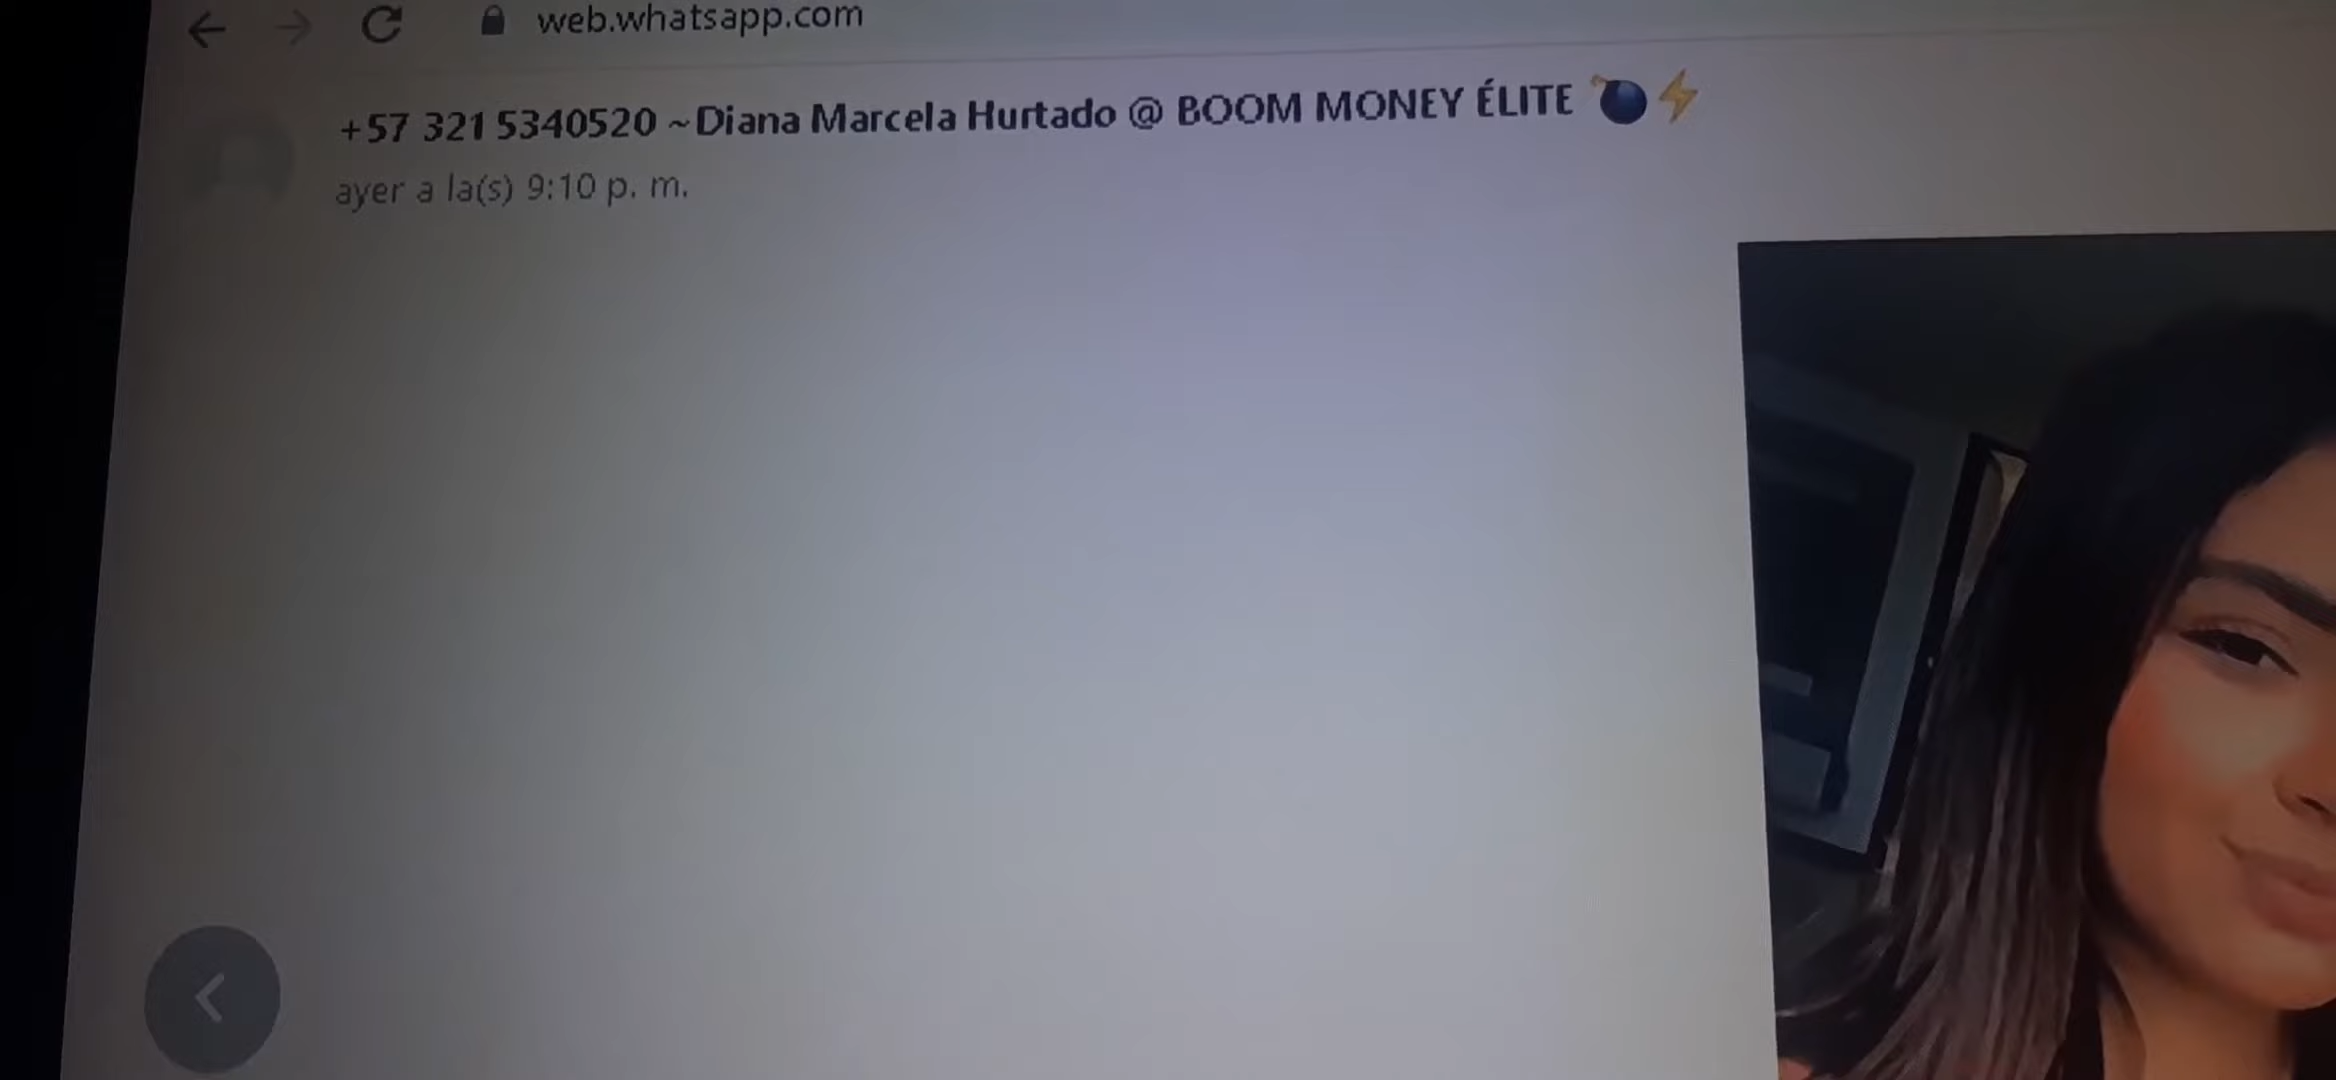 web.whatsapp.com
+57 321 5340520 ~Diana Marcela Hurtado @ BOOM MONEY ÉLITE 💣⚡
ayer a la(s) 9:10 p. m.